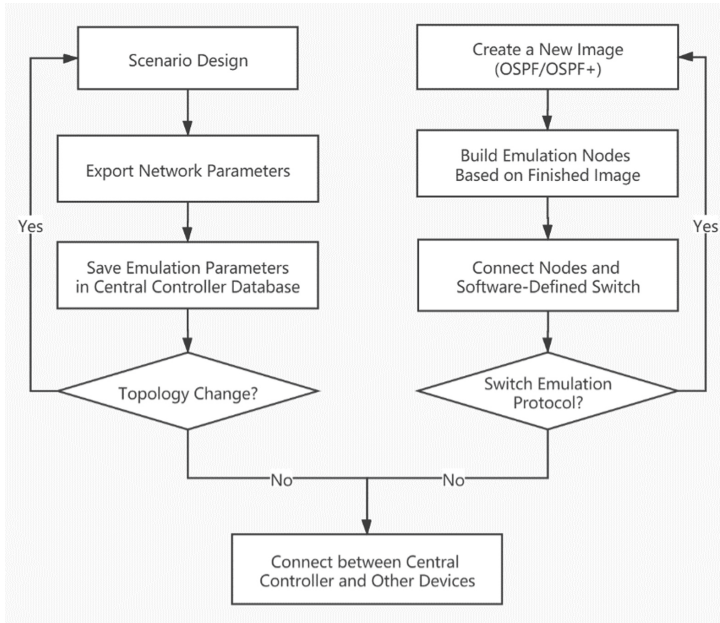 Scenario Design
Export Network Parameters
Save Emulation Parameters
in Central Controller Database
Topology Change?
Yes
No
Create a New Image
(OSPF/OSPF+)
Build Emulation Nodes
Based on Finished Image
Connect Nodes and
Software-Defined Switch
Switch Emulation
Protocol?
Yes
No
Connect between Central
Controller and Other Devices